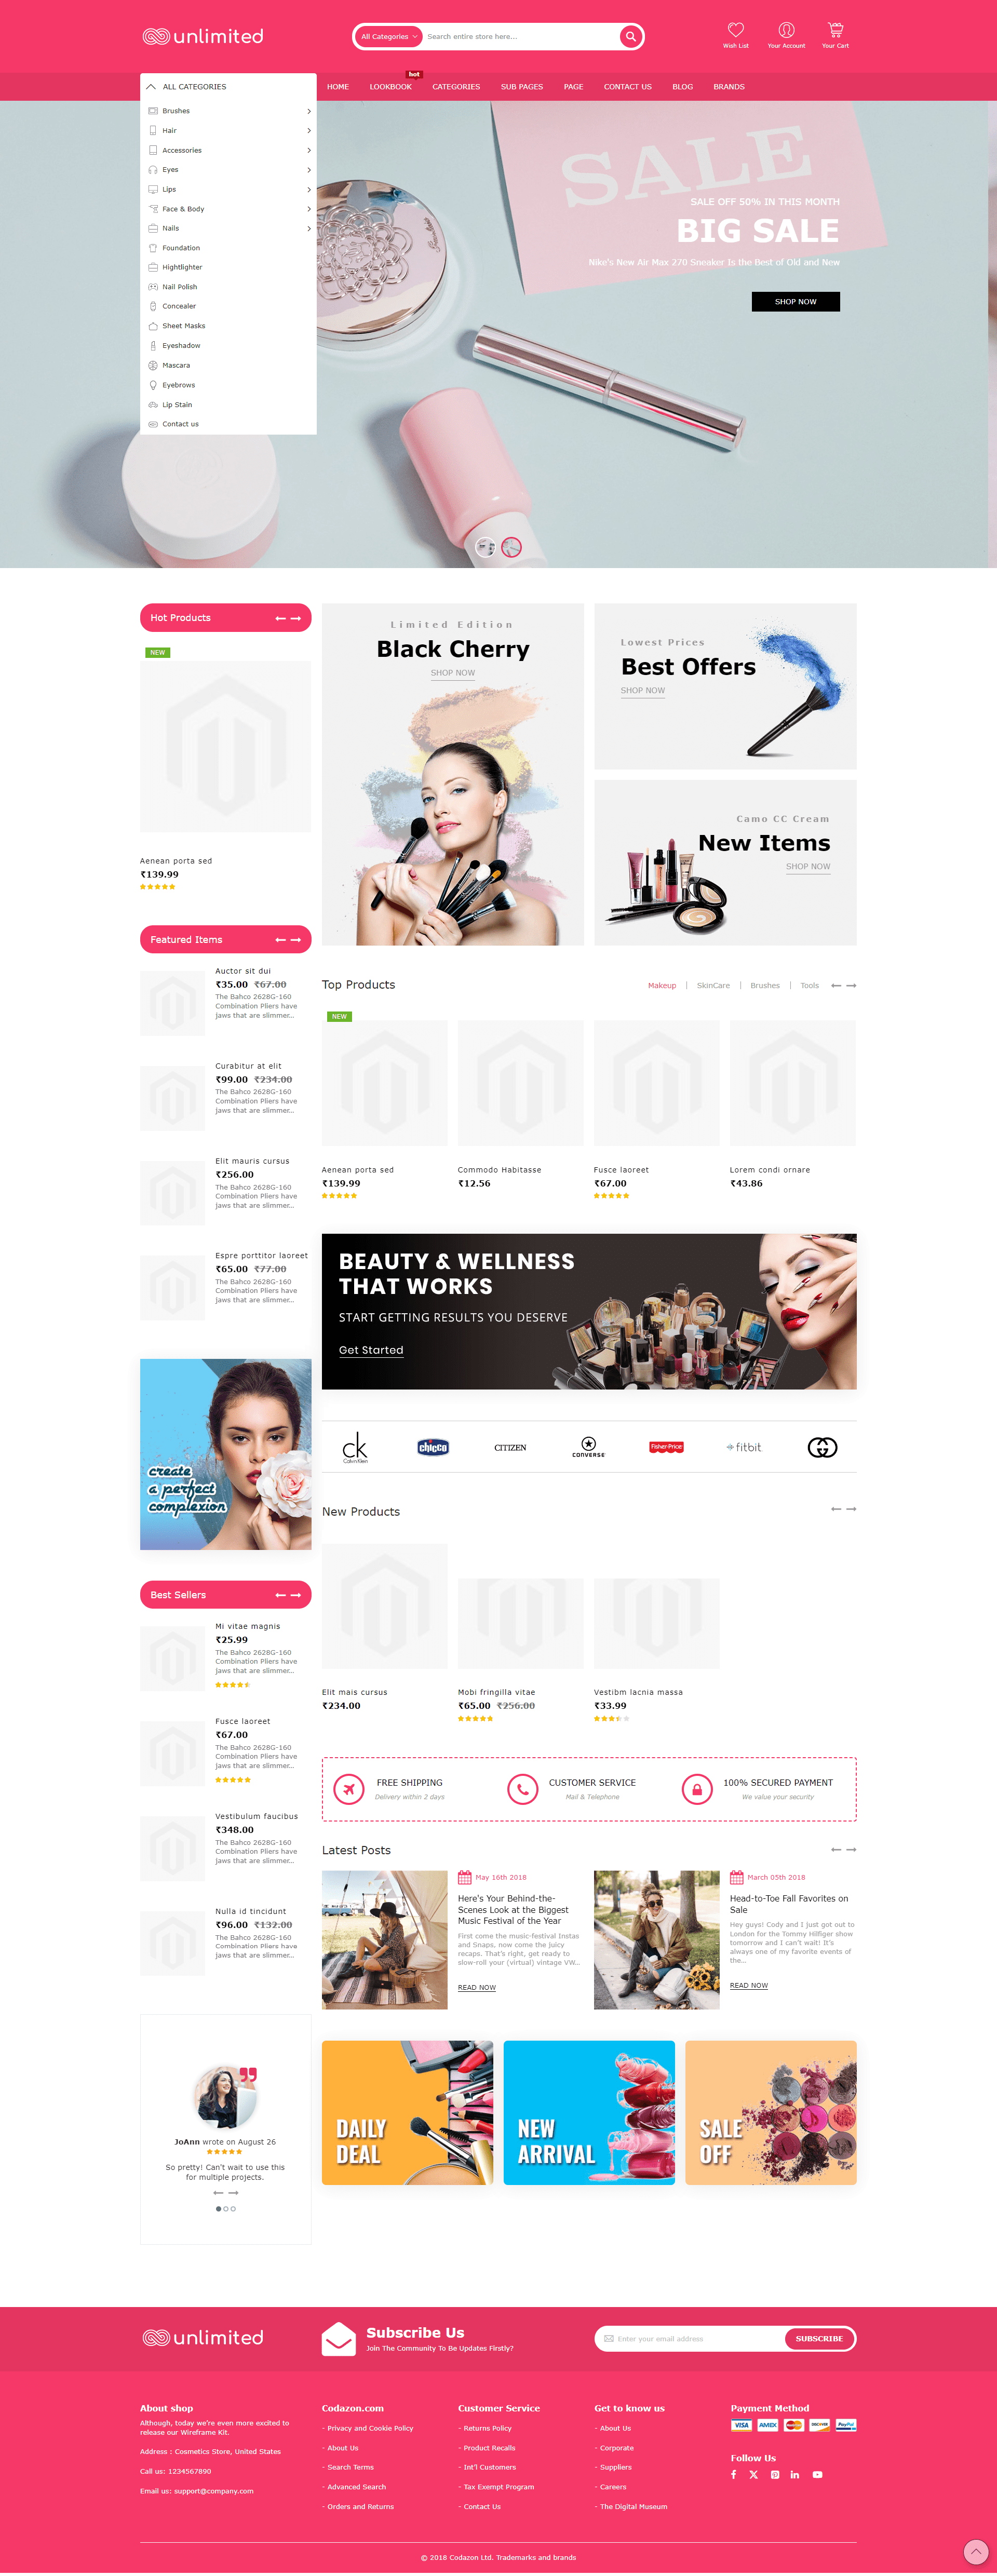 unlimited
All Categories
Search entire store here...
Wish List
Your Account
Your Cart
ALL CATEGORIES
HOME
LOOKBOOK
hot
CATEGORIES
SUB PAGES
PAGE
CONTACT US
BLOG
BRANDS
Brushes
Hair
Accessories
Eyes
Lips
Face & Body
Nails
Foundation
Hightlighter
Nail Polish
Concealer
Sheet Masks
Eyeshadow
Mascara
Eyebrows
Lip Stain
Contact us
SALE
SALE OFF 50% IN THIS MONTH
BIG SALE
Nike's New Air Max 270 Sneaker Is the Best of Old and New
SHOP NOW
Hot Products
NEW
Aenean porta sed
₹139.99
Limited Edition
Black Cherry
SHOP NOW
Lowest Prices
Best Offers
SHOP NOW
Camo CC Cream
New Items
SHOP NOW
Featured Items
Auctor sit dui
₹35.00 ₹67.00
The Bahco 2628G-160
Combination Pliers have
jaws that are slimmer...
Curabitur at elit
₹99.00 ₹234.00
The Bahco 2628G-160
Combination Pliers have
jaws that are slimmer...
Elit mauris cursus
₹256.00
The Bahco 2628G-160
Combination Pliers have
jaws that are slimmer...
Espre porttitor laoreet
₹65.00 ₹77.00
The Bahco 2628G-160
Combination Pliers have
jaws that are slimmer...
Top Products
Makeup
SkinCare
Brushes
Tools
NEW
Aenean porta sed
₹139.99
Commodo Habitasse
₹12.56
Fusce laoreet
₹67.00
Lorem condi ornare
₹43.86
BEAUTY & WELLNESS
THAT WORKS
START GETTING RESULTS YOU DESERVE
Get Started
create
a perfect
complexion
ck
Calvin Klein
chicco
CITIZEN
CONVERSE
Fisher-Price
fitbit
New Products
Elit mais cursus
₹234.00
Mobi fringilla vitae
₹65.00 ₹256.00
Vestibm lacnia massa
₹33.99
Best Sellers
Mi vitae magnis
₹25.99
The Bahco 2628G-160
Combination Pliers have
jaws that are slimmer...
Fusce laoreet
₹67.00
The Bahco 2628G-160
Combination Pliers have
jaws that are slimmer...
Vestibulum faucibus
₹348.00
The Bahco 2628G-160
Combination Pliers have
jaws that are slimmer...
Nulla id tincidunt
₹96.00 ₹132.00
The Bahco 2628G-160
Combination Pliers have
jaws that are slimmer...
FREE SHIPPING
Delivery within 2 days
CUSTOMER SERVICE
Mail & Telephone
100% SECURED PAYMENT
We value your security
Latest Posts
May 16th 2018
Here's Your Behind-the-
Scenes Look at the Biggest
Music Festival of the Year
First come the music-festival Instas
and Snaps, now come the juicy
recaps. That's right, get ready to
slow-roll your (virtual) vintage VW...
READ NOW
March 05th 2018
Head-to-Toe Fall Favorites on
Sale
Hey guys! Cody and I just got out to
London for the Tommy Hilfiger show
tomorrow and I can't wait! It's
always one of my favorite events of
the...
READ NOW
JoAnn wrote on August 26
So pretty! Can't wait to use this
for multiple projects.
DAILY
DEAL
NEW
ARRIVAL
SALE
OFF
unlimited
Subscribe Us
Join The Community To Be Updates Firstly?
Enter your email address
SUBSCRIBE
About shop
Although, today we're even more excited to
release our Wireframe Kit.
Address : Cosmetics Store, United States
Call us: 1234567890
Email us: support@company.com
Codazon.com
- Privacy and Cookie Policy
- About Us
- Search Terms
- Advanced Search
- Orders and Returns
Customer Service
- Returns Policy
- Product Recalls
- Int'l Customers
- Tax Exempt Program
- Contact Us
Get to know us
- About Us
- Corporate
- Suppliers
- Careers
- The Digital Museum
Payment Method
VISA
AMEX
MasterCard
DISCOVER
PayPal
Follow Us
© 2018 Codazon Ltd. Trademarks and brands